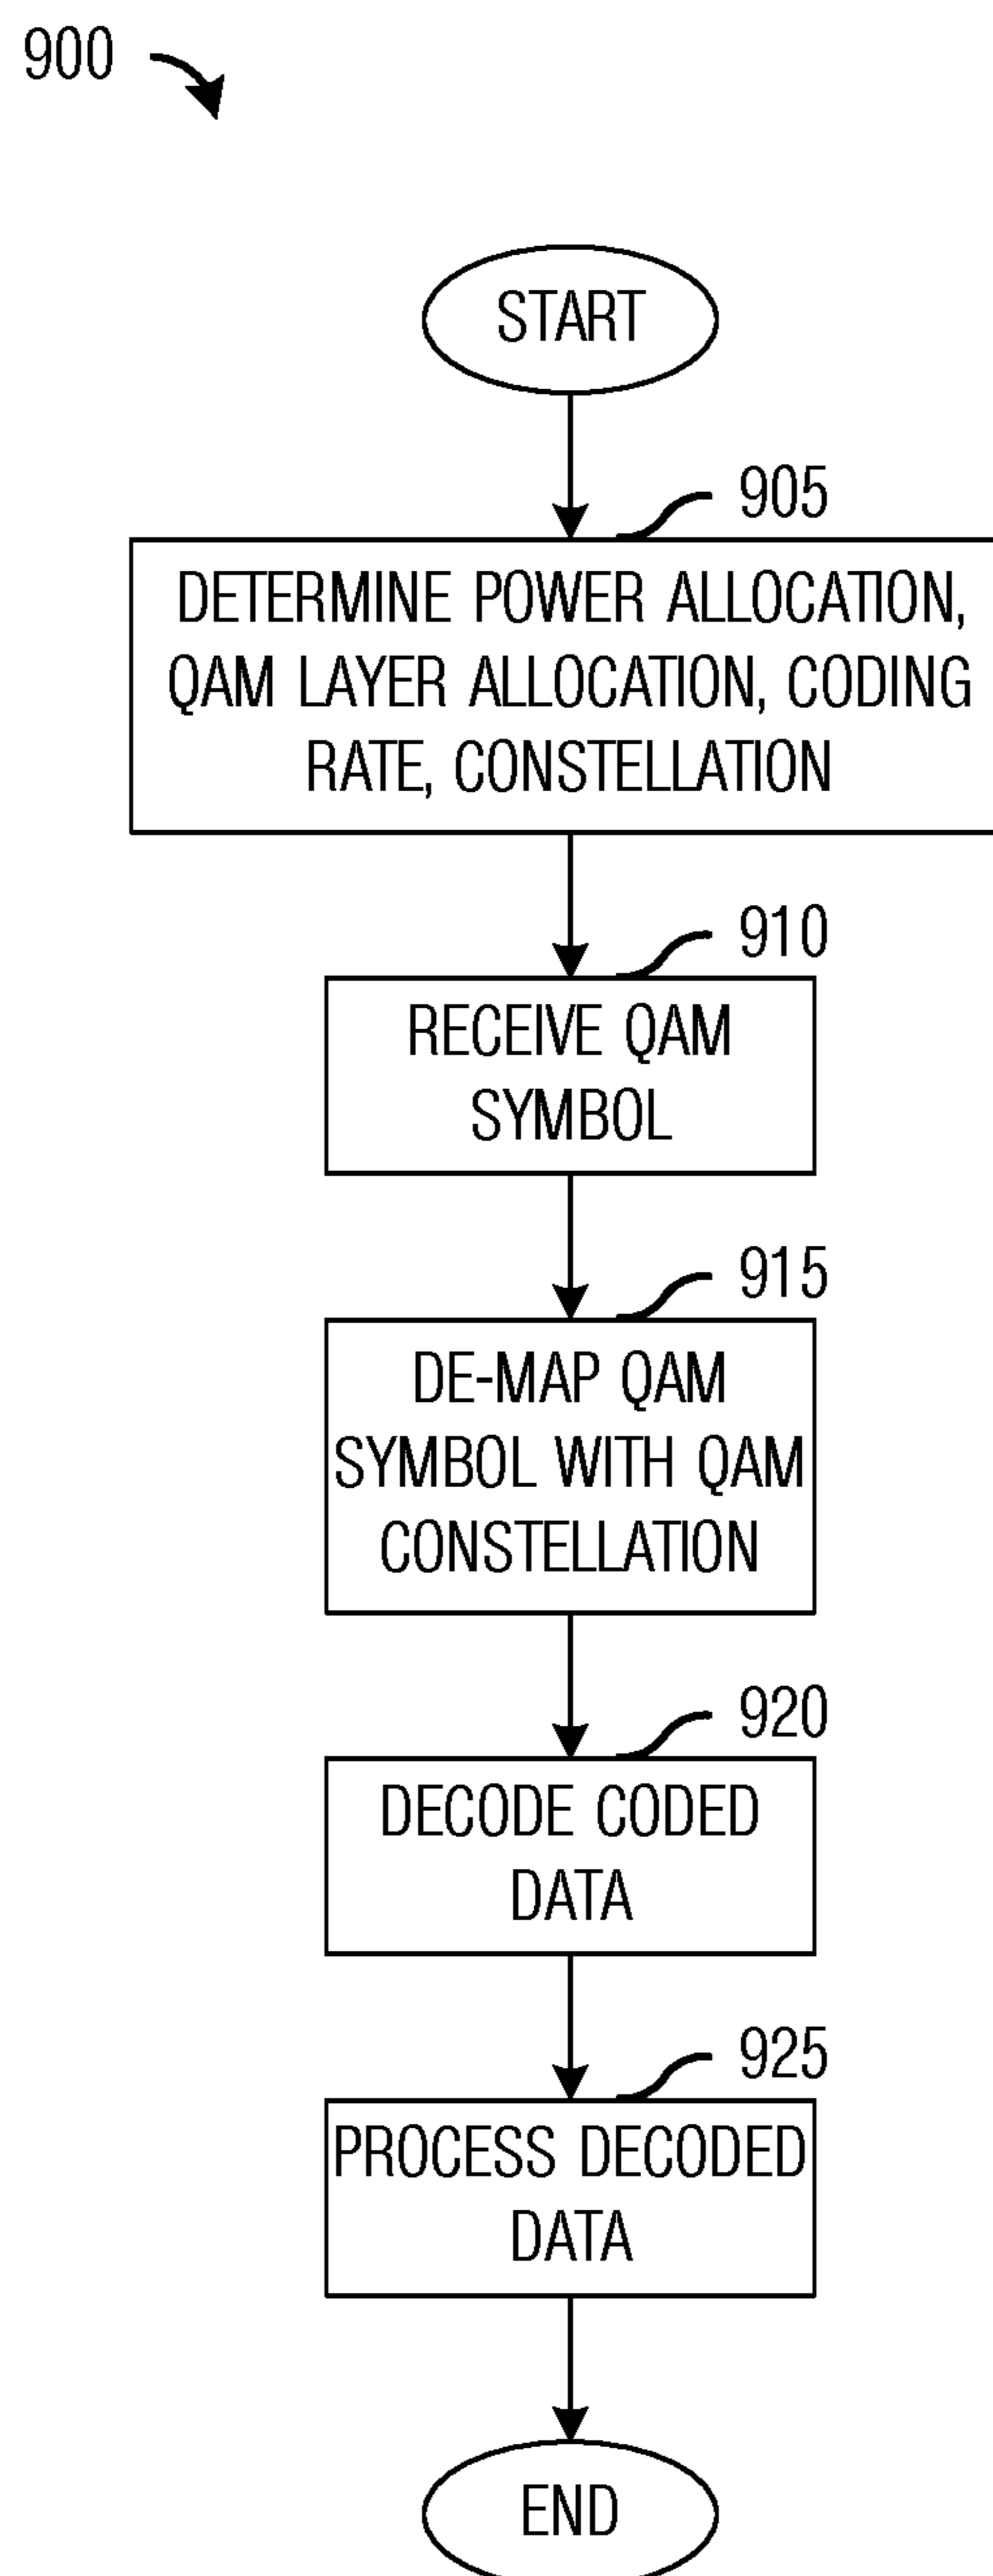 900
START
905
DETERMINE POWER ALLOCATION,
QAM LAYER ALLOCATION, CODING
RATE, CONSTELLATION
910
RECEIVE QAM
SYMBOL
915
DE-MAP QAM
SYMBOL WITH QAM
CONSTELLATION
920
DECODE CODED
DATA
925
PROCESS DECODED
DATA
END